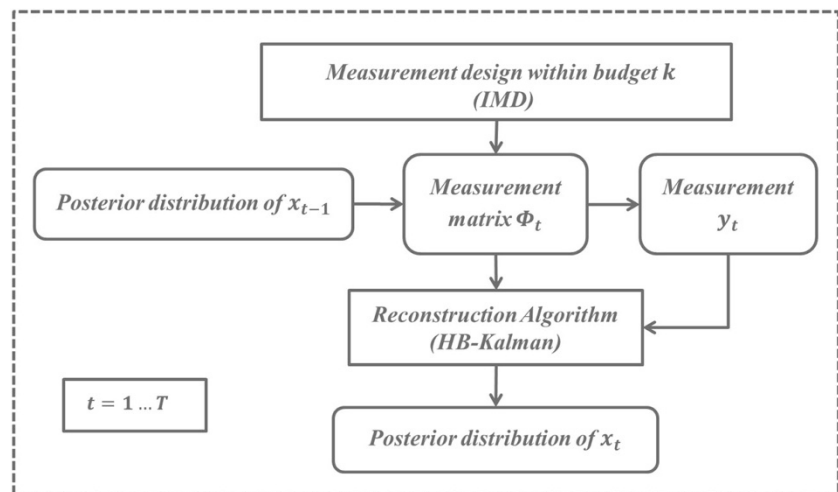 Measurement design within budget k
(IMD)
Posterior distribution of x_{t−1}
Measurement
matrix Φ_t
Measurement
y_t
Reconstruction Algorithm
(HB-Kalman)
t = 1 … T
Posterior distribution of x_t